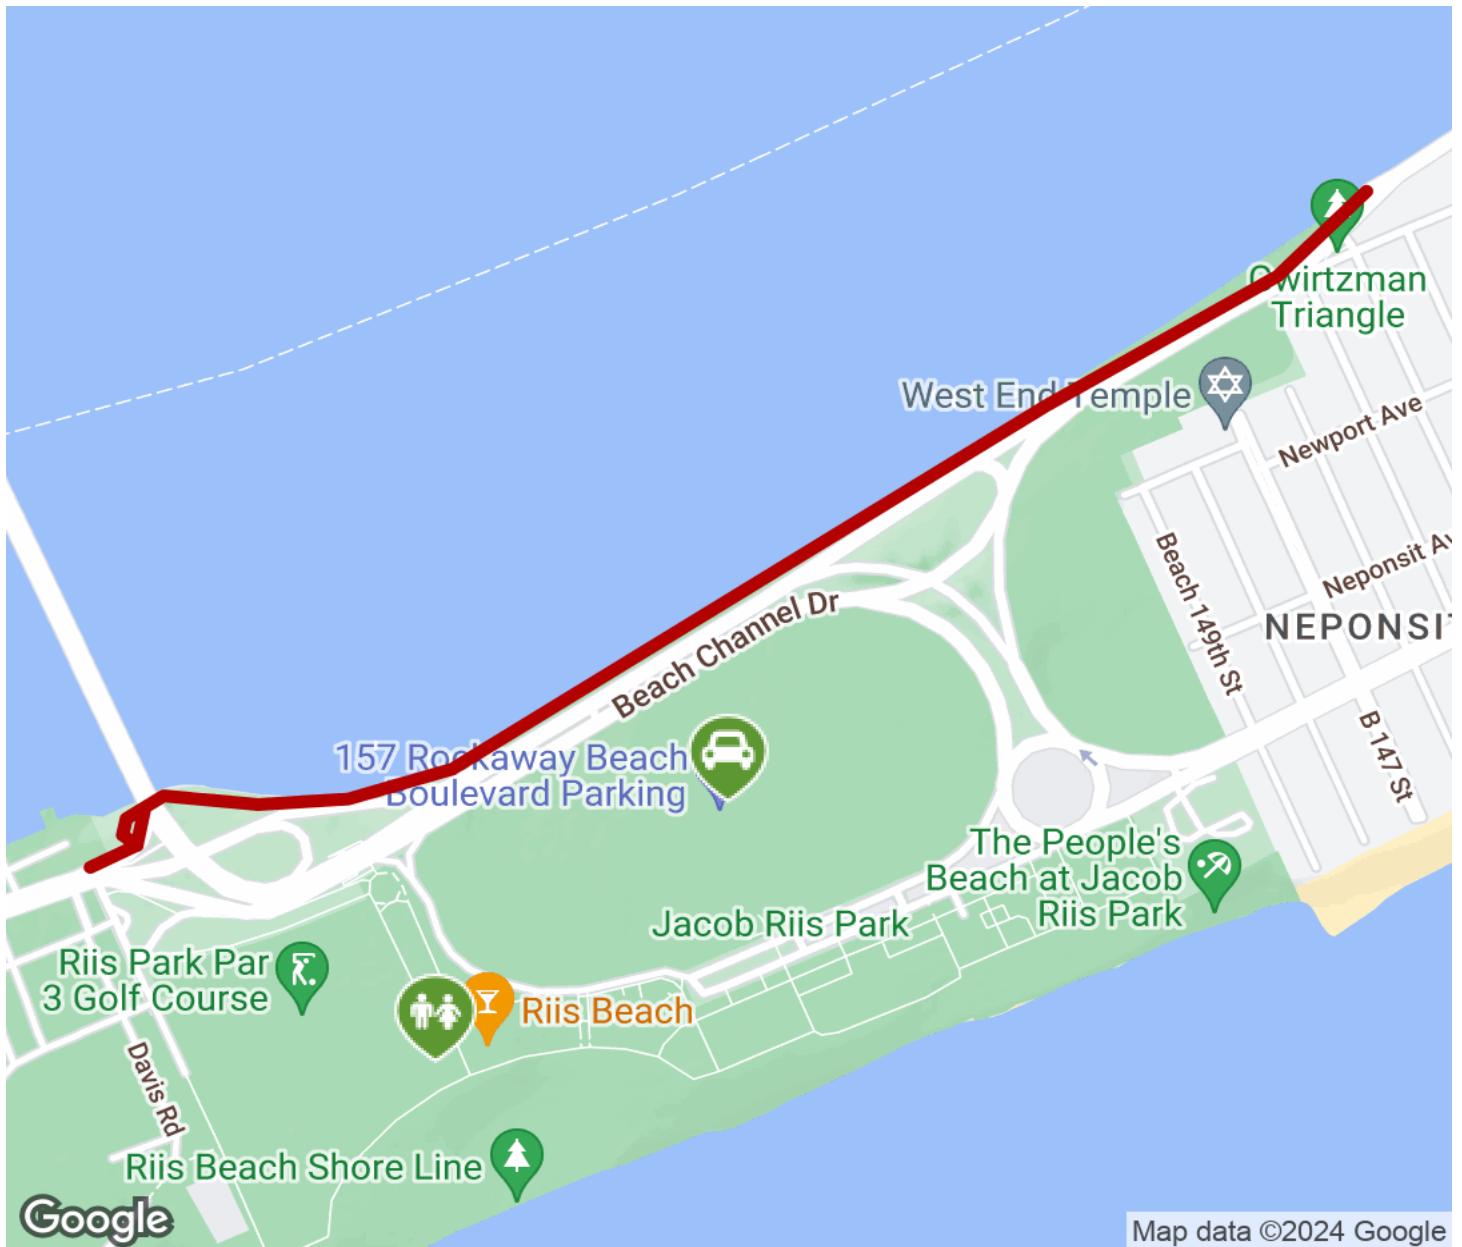 Gwirtzman
Triangle
West End Temple
Newport Ave
Beach 149th St
Neponsit Av
NEPONSIT
Beach Channel Dr
B 147 St
157 Rockaway Beach
Boulevard Parking
The People's
Beach at Jacob
Riis Park
Jacob Riis Park
Riis Park Par
3 Golf Course
Riis Beach
Davis Rd
Riis Beach Shore Line
Google
Map data ©2024 Google